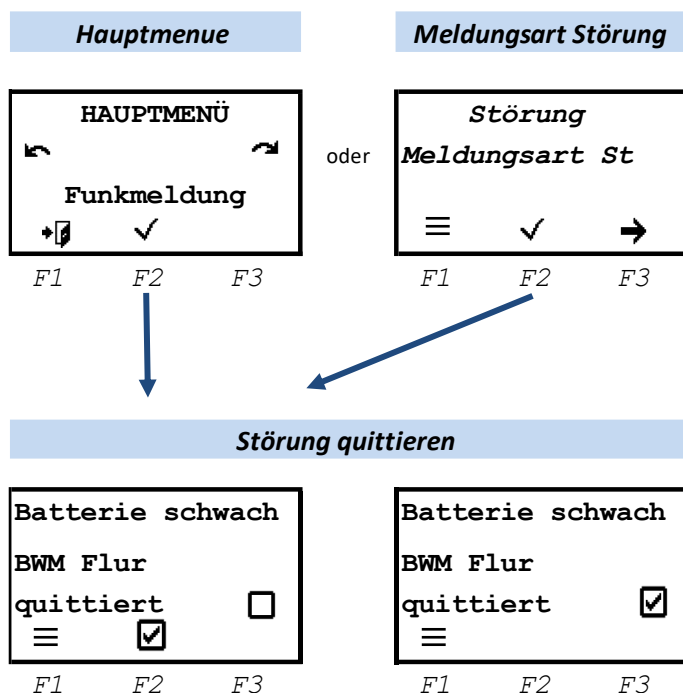 Hauptmenue
Meldungsart Störung
HAUPTMENÜ
Funkmeldung
F1 F2 F3
oder
Störung
Meldungsart St
F1 F2 F3
Störung quittieren
Batterie schwach
BWM Flur
quittiert
F1 F2 F3
Batterie schwach
BWM Flur
quittiert
F1 F2 F3